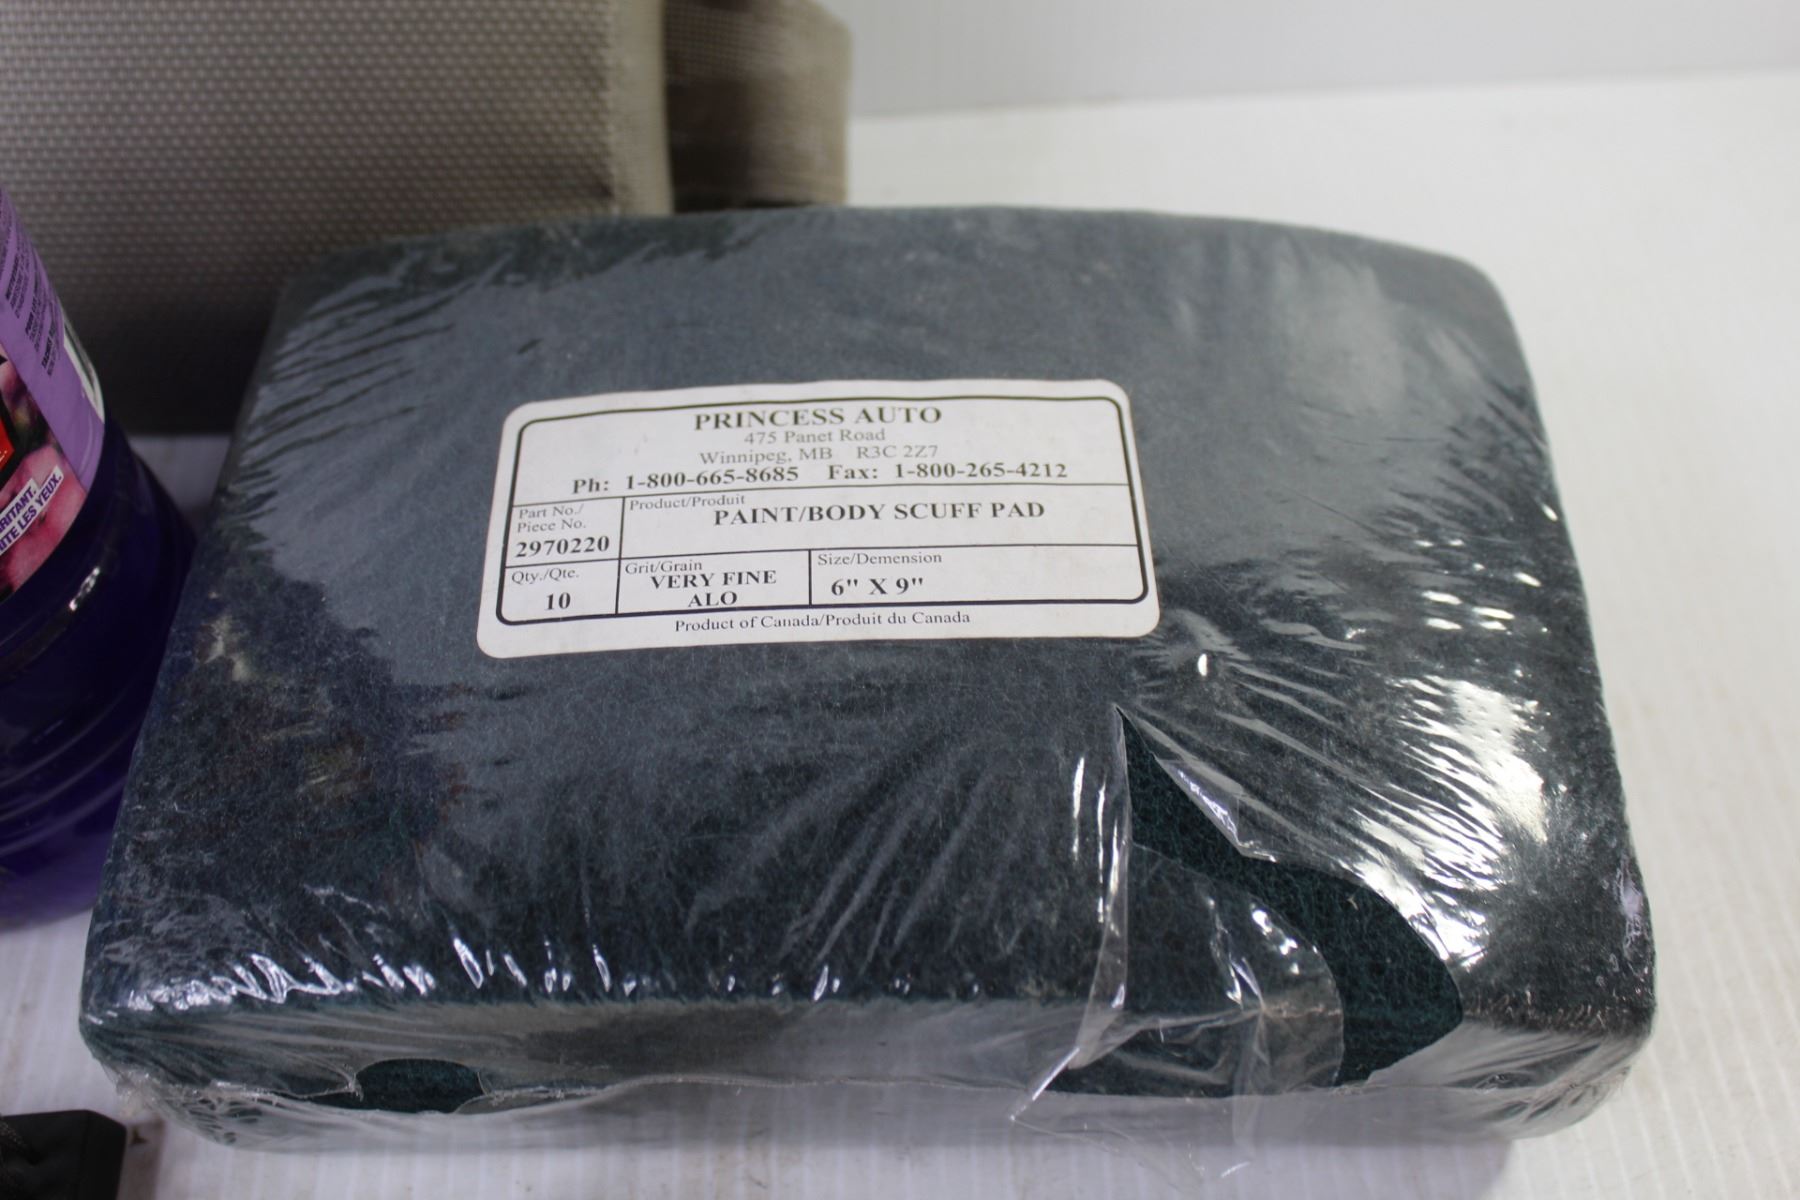 PRINCESS AUTO
475 Panet Road
Winnipeg, MB R3C 2Z7
Ph: 1-800-665-8685 Fax: 1-800-265-4212
Part No./
Piece No.
2970220
Product/Produit
PAINT/BODY SCUFF PAD
Qty./Qte.
10
Grit/Grain
VERY FINE
ALO
Size/Demension
6" X 9"
Product of Canada/Produit du Canada
LES YEUX.